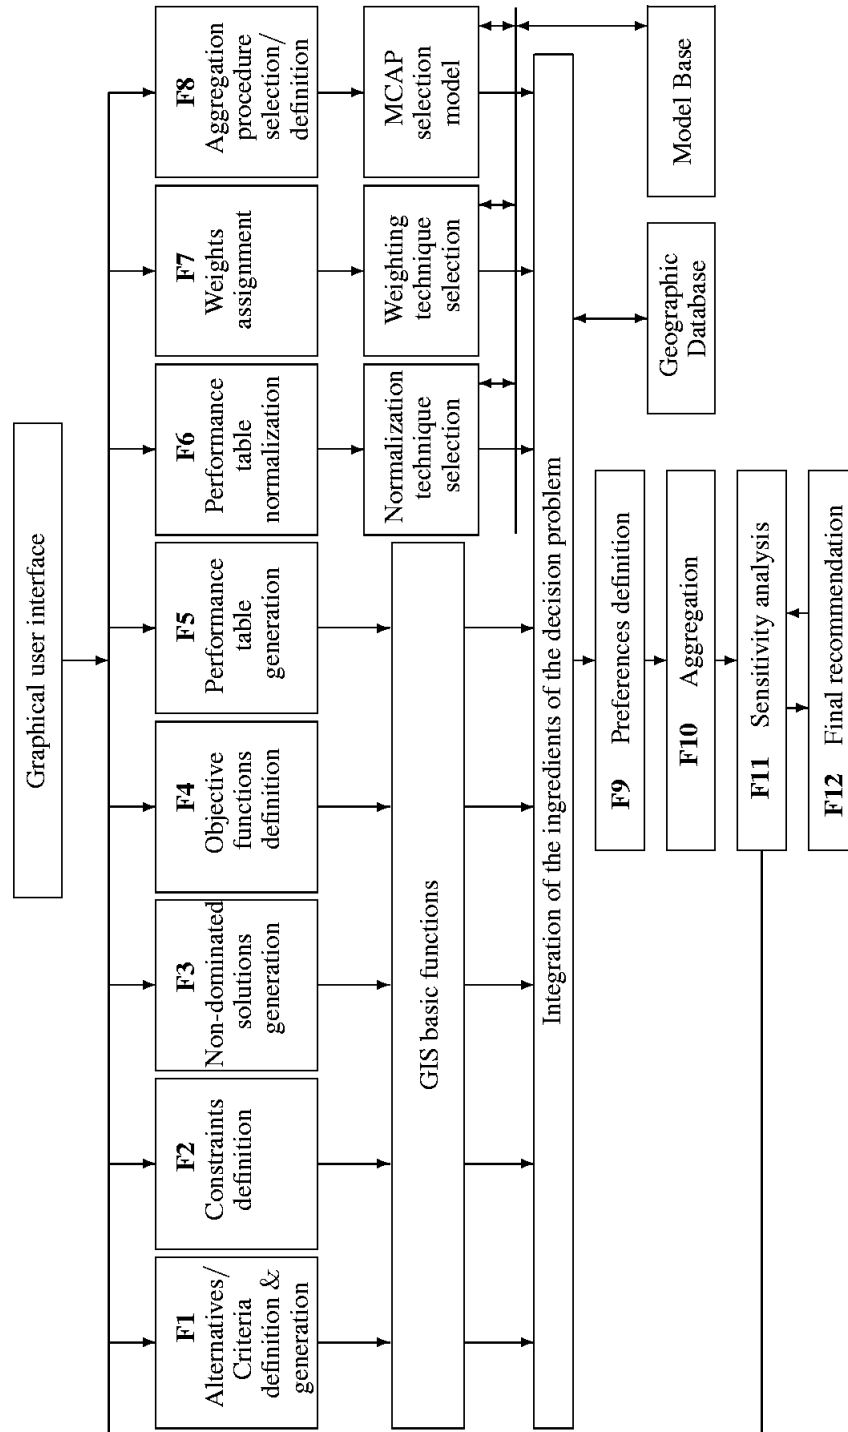 Graphical user interface
F1
Alternatives/
Criteria
definition &
generation
F2
Constraints
definition
F3
Non-dominated
solutions
generation
F4
Objective
functions
definition
F5
Performance
table
generation
F6
Performance
table
normalization
F7
Weights
assignment
F8
Aggregation
procedure
selection/
definition
GIS basic functions
Normalization
technique
selection
Weighting
technique
selection
MCAP
selection
model
Integration of the ingredients of the decision problem
F9 Preferences definition
Geographic
Database
Model Base
F10 Aggregation
F11 Sensitivity analysis
F12 Final recommendation